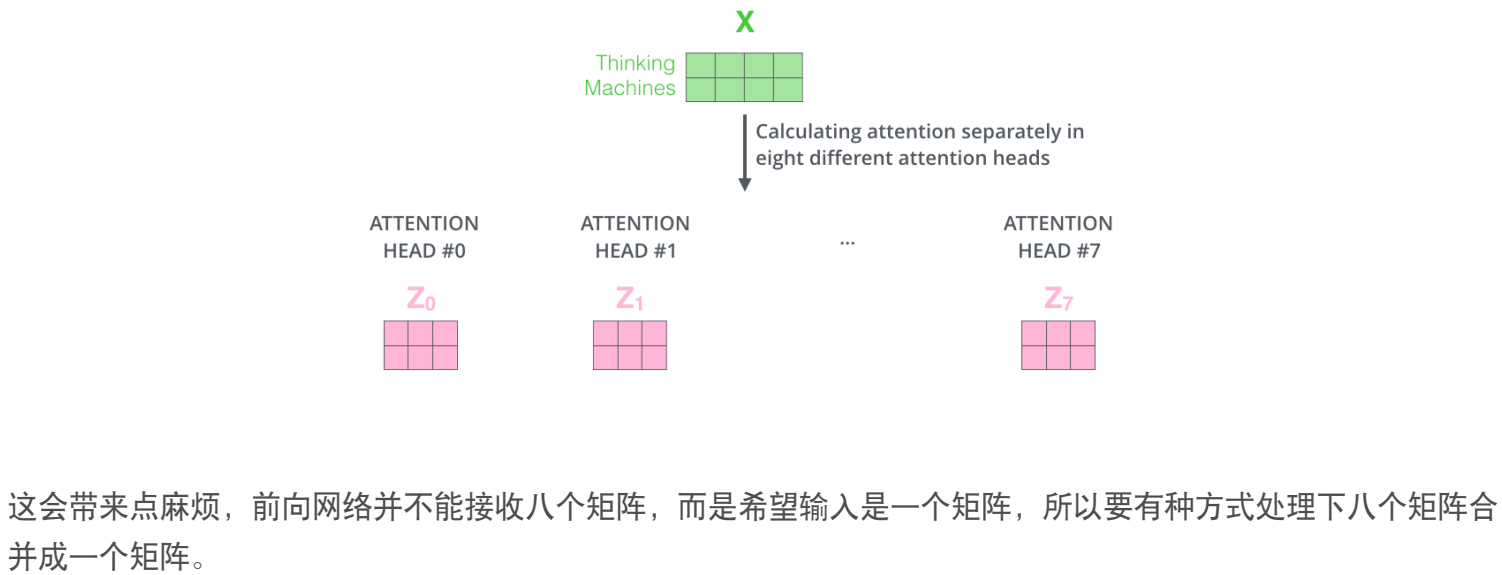 X
Thinking
Machines
Calculating attention separately in
eight different attention heads
ATTENTION
HEAD #0
ATTENTION
HEAD #1
...
ATTENTION
HEAD #7
Z0
Z1
Z7
这会带来点麻烦，前向网络并不能接收八个矩阵，而是希望输入是一个矩阵，所以要有种方式处理下八个矩阵合
并成一个矩阵。